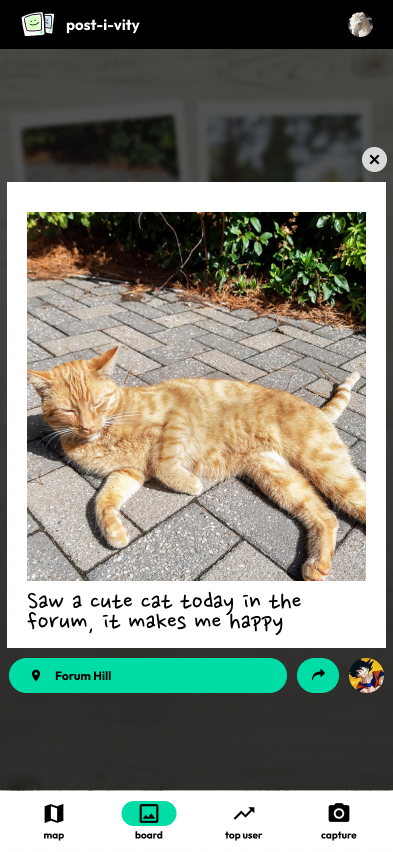 post-i-vity
Saw a cute cat today in the
forum, it makes me happy
Forum Hill
map
board
top user
capture